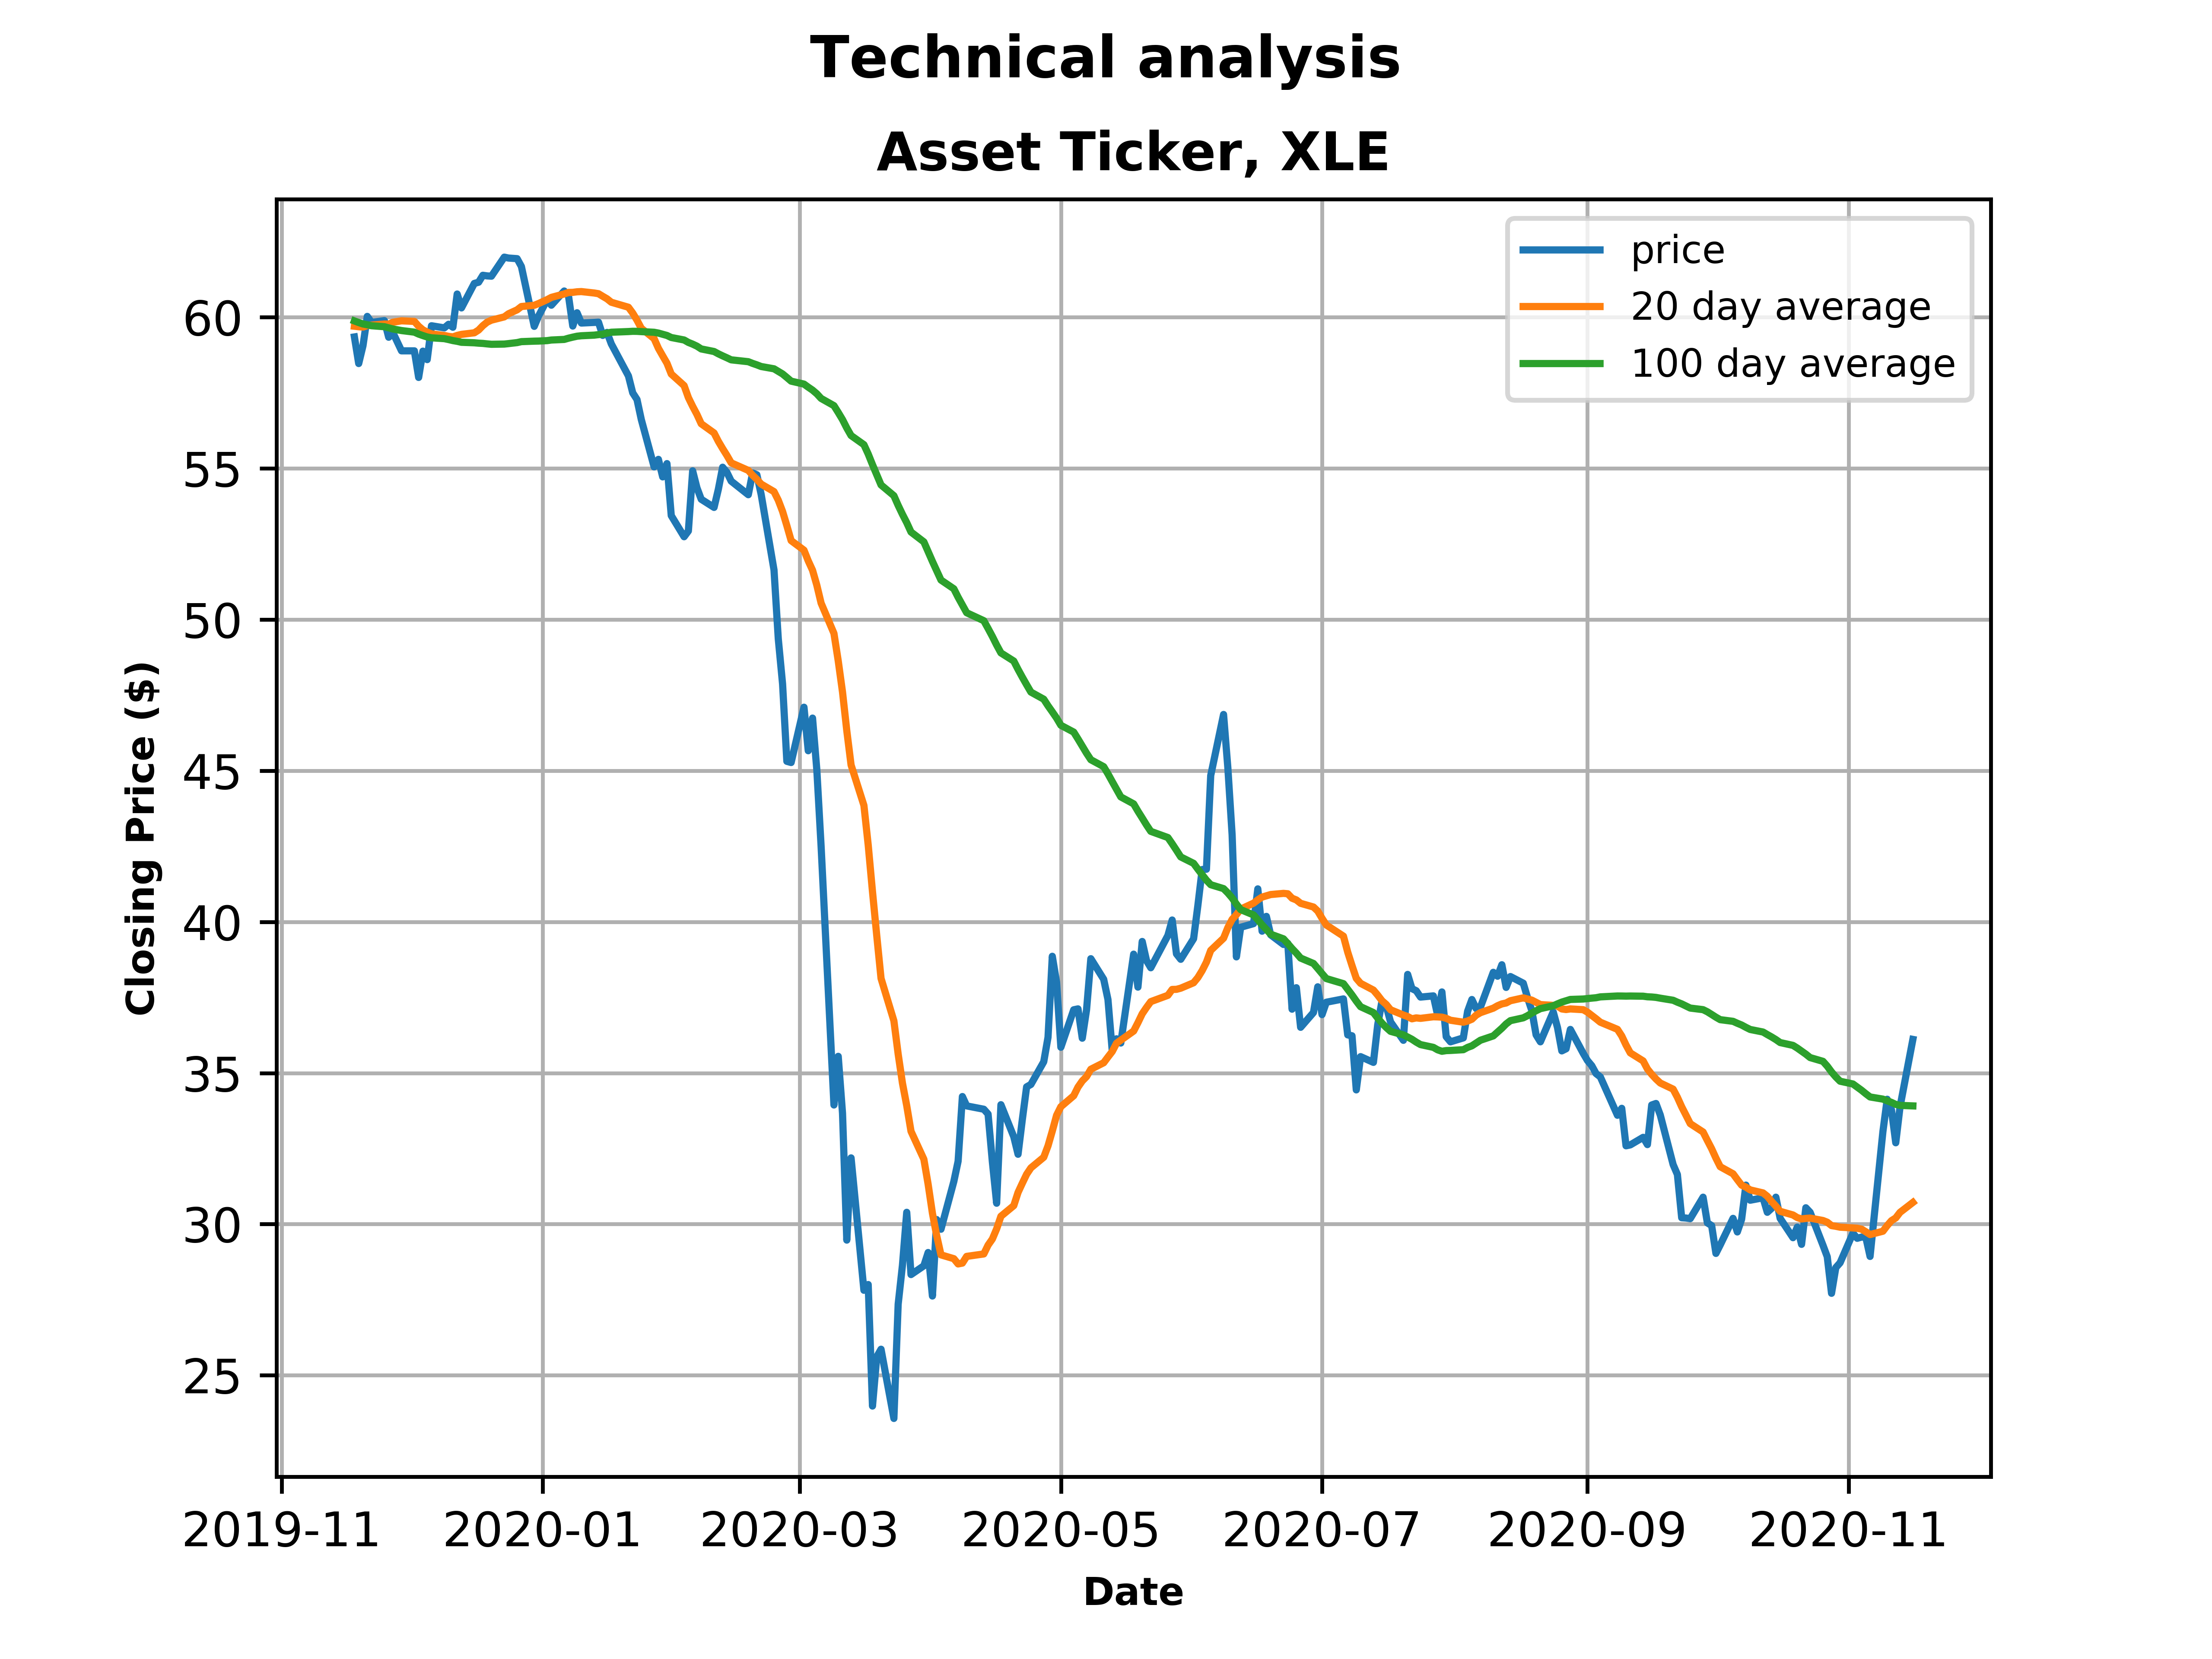 Technical analysis
Asset Ticker, XLE
price
20 day average
100 day average
Closing Price ($)
60
55
50
45
40
35
30
25
2019-11
2020-01
2020-03
2020-05
2020-07
2020-09
2020-11
Date